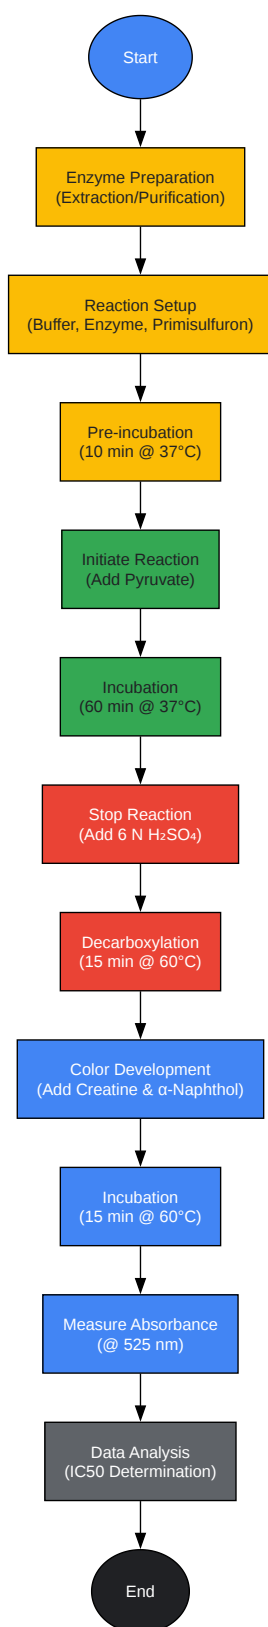 Start
Enzyme Preparation
(Extraction/Purification)
Reaction Setup
(Buffer, Enzyme, Primisulfuron)
Pre-incubation
(10 min @ 37°C)
Initiate Reaction
(Add Pyruvate)
Incubation
(60 min @ 37°C)
Stop Reaction
(Add 6 N H₂SO₄)
Decarboxylation
(15 min @ 60°C)
Color Development
(Add Creatine & α-Naphthol)
Incubation
(15 min @ 60°C)
Measure Absorbance
(@ 525 nm)
Data Analysis
(IC50 Determination)
End